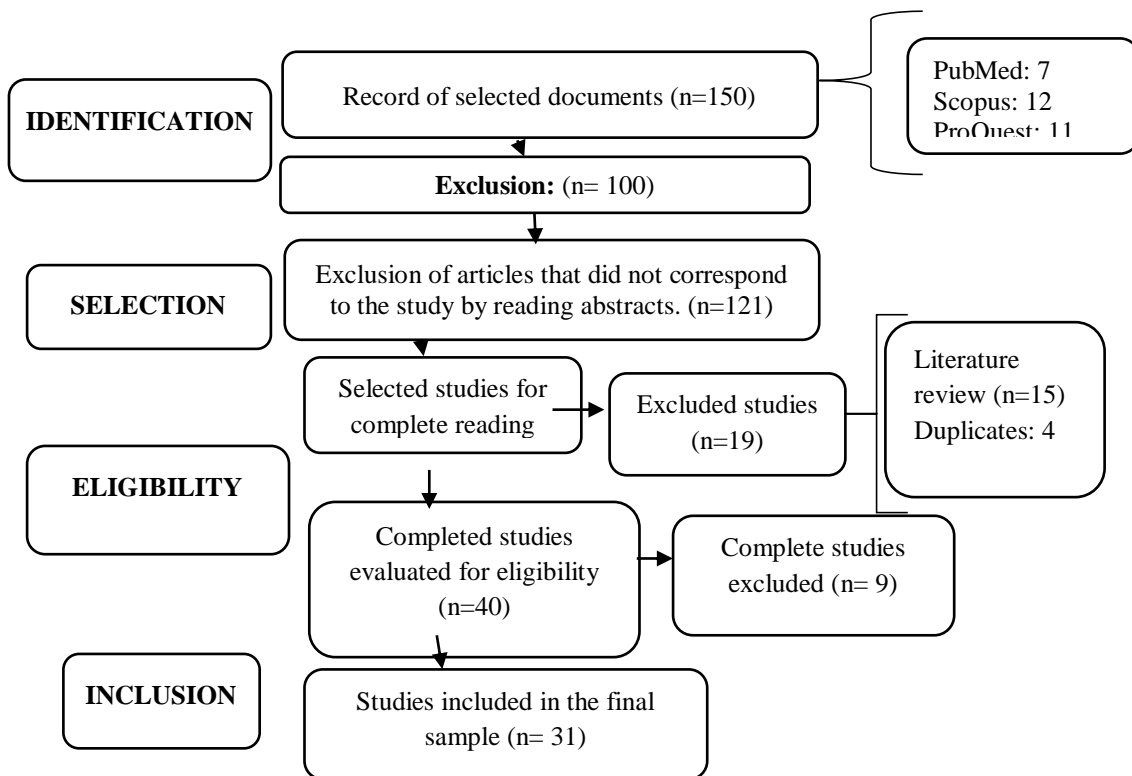 IDENTIFICATION
Record of selected documents (n=150)
PubMed: 7
Scopus: 12
ProQuest: 11
Exclusion: (n= 100)
SELECTION
Exclusion of articles that did not correspond
to the study by reading abstracts. (n=121)
Selected studies for
complete reading
Excluded studies
(n=19)
Literature
review (n=15)
Duplicates: 4
ELIGIBILITY
Completed studies
evaluated for eligibility
(n=40)
Complete studies
excluded (n= 9)
INCLUSION
Studies included in the final
sample (n= 31)